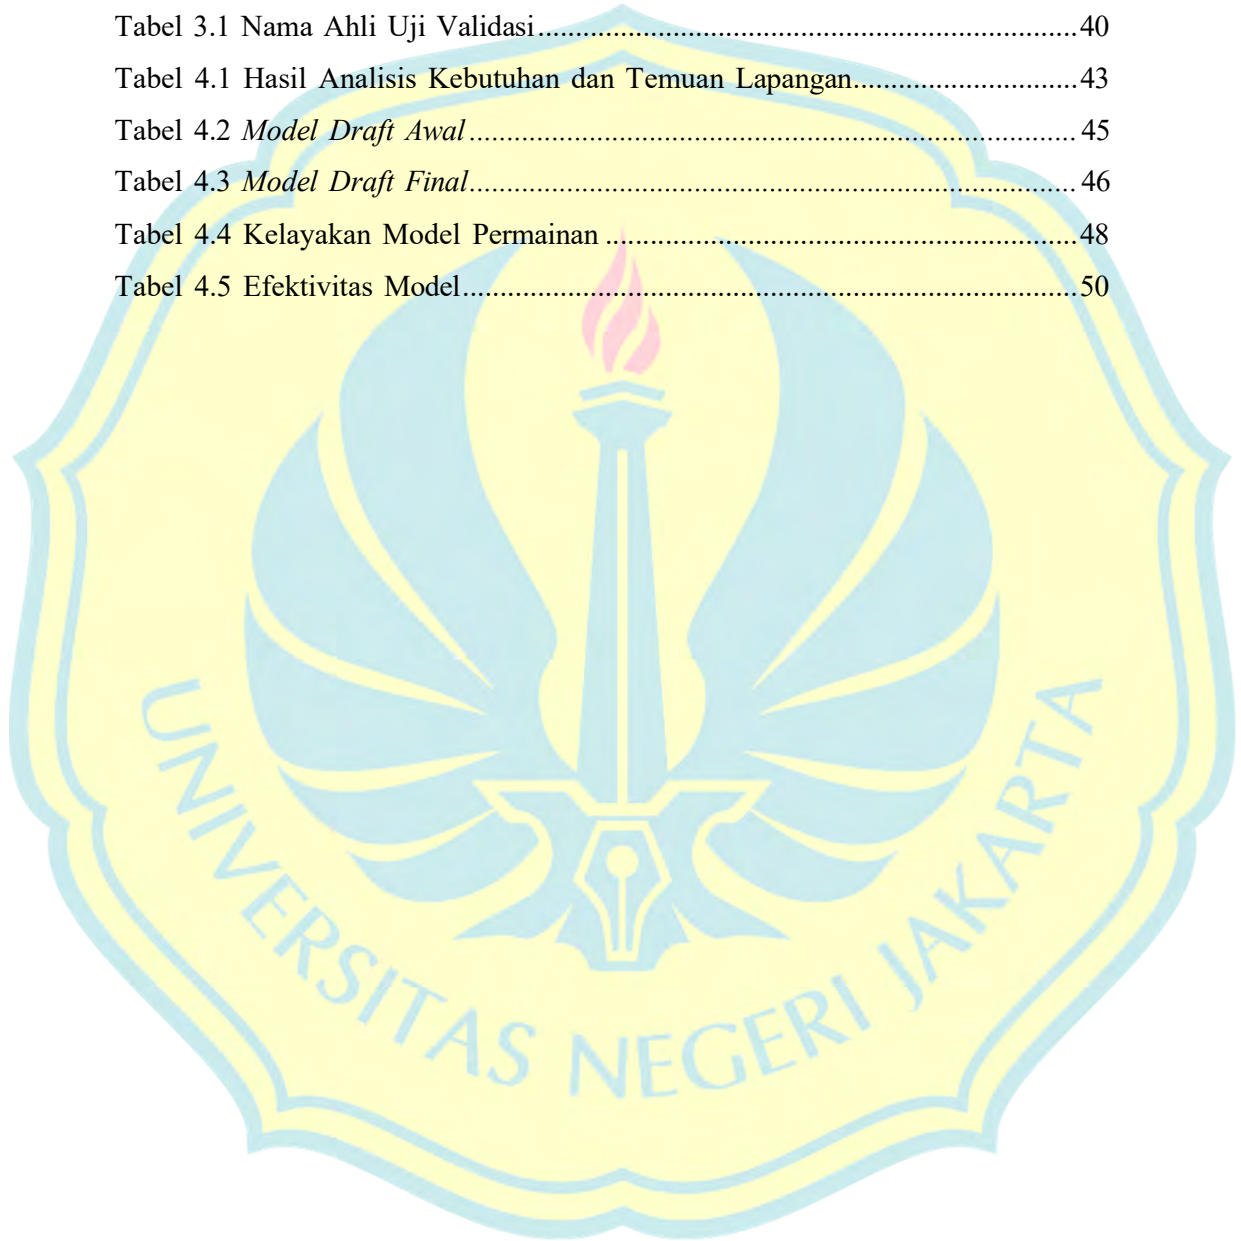 Tabel 3.1 Nama Ahli Uji Validasi.....................................................................40
Tabel 4.1 Hasil Analisis Kebutuhan dan Temuan Lapangan.............................43
Tabel 4.2 Model Draft Awal..............................................................................45
Tabel 4.3 Model Draft Final..............................................................................46
Tabel 4.4 Kelayakan Model Permainan ............................................................48
Tabel 4.5 Efektivitas Model...............................................................................50
UNIVERSITAS NEGERI JAKARTA